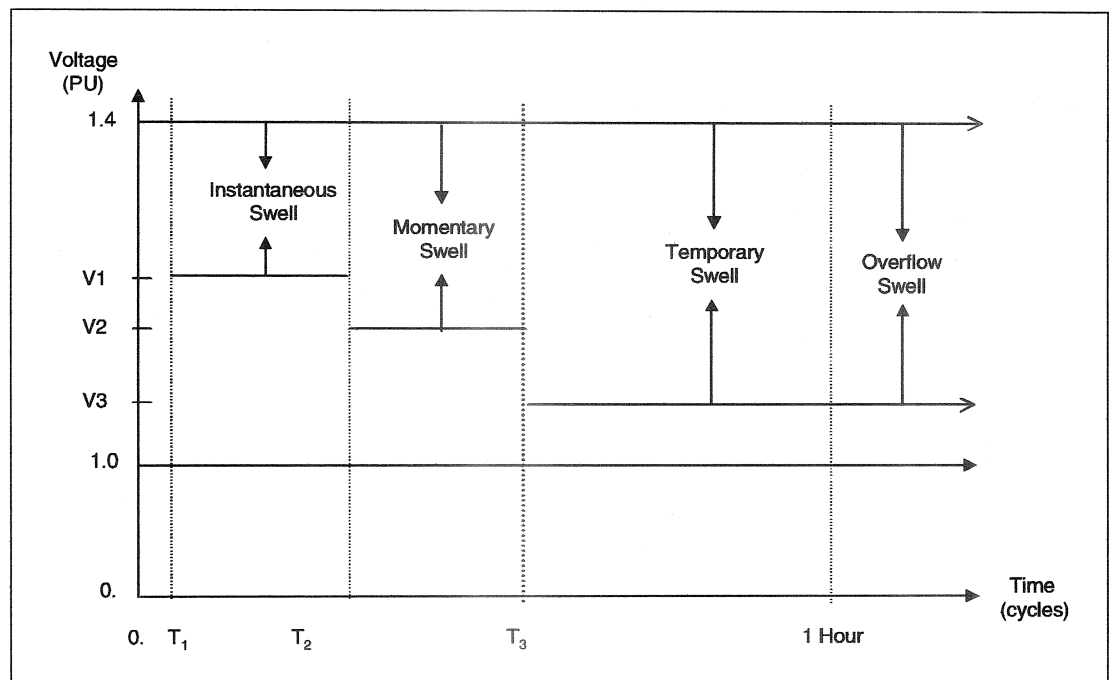 Voltage
(PU)
1.4
Instantaneous
Swell
Momentary
Swell
Temporary
Swell
Overflow
Swell
V1
V2
V3
1.0
0.
Time
(cycles)
0. T₁ T₂ T₃ 1 Hour